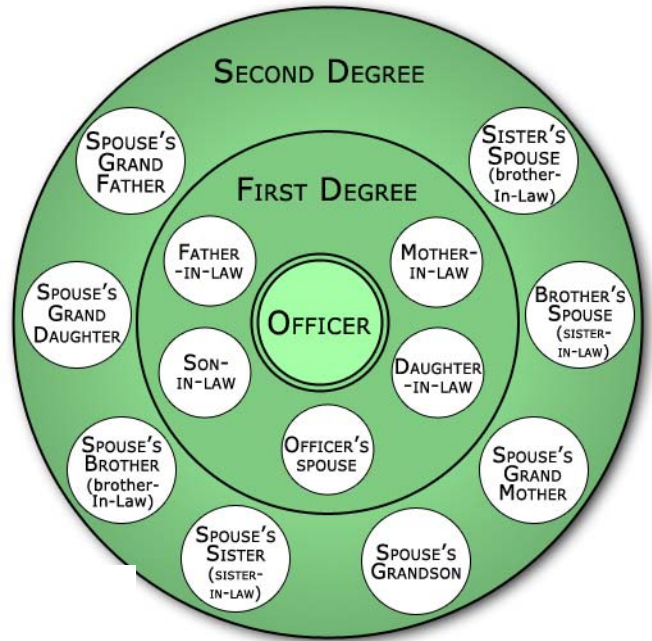 SECOND DEGREE
SPOUSE'S
GRAND
FATHER
SISTER'S
SPOUSE
(brother-
In-Law)
FIRST DEGREE
FATHER
-IN-LAW
MOTHER-
IN-LAW
OFFICER
SPOUSE'S
GRAND
DAUGHTER
BROTHER'S
SPOUSE
(SISTER-
IN-LAW)
SON-
IN-LAW
DAUGHTER
-IN-LAW
OFFICER'S
SPOUSE
SPOUSE'S
BROTHER
(brother-
In-Law)
SPOUSE'S
GRAND
MOTHER
SPOUSE'S
SISTER
(SISTER-
IN-LAW)
SPOUSE'S
GRANDSON